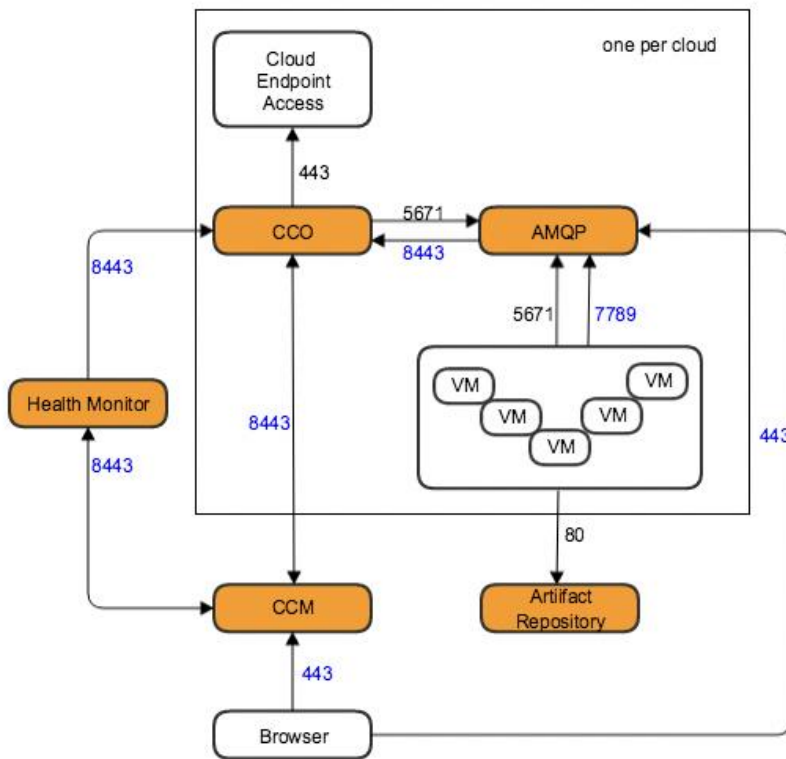 one per cloud
Cloud
Endpoint
Access
443
CCO
5671
8443
AMQP
8443
5671
7789
VM
VM
VM
VM
VM
Health Monitor
8443
8443
443
80
CCM
Artiifact
Repository
443
Browser